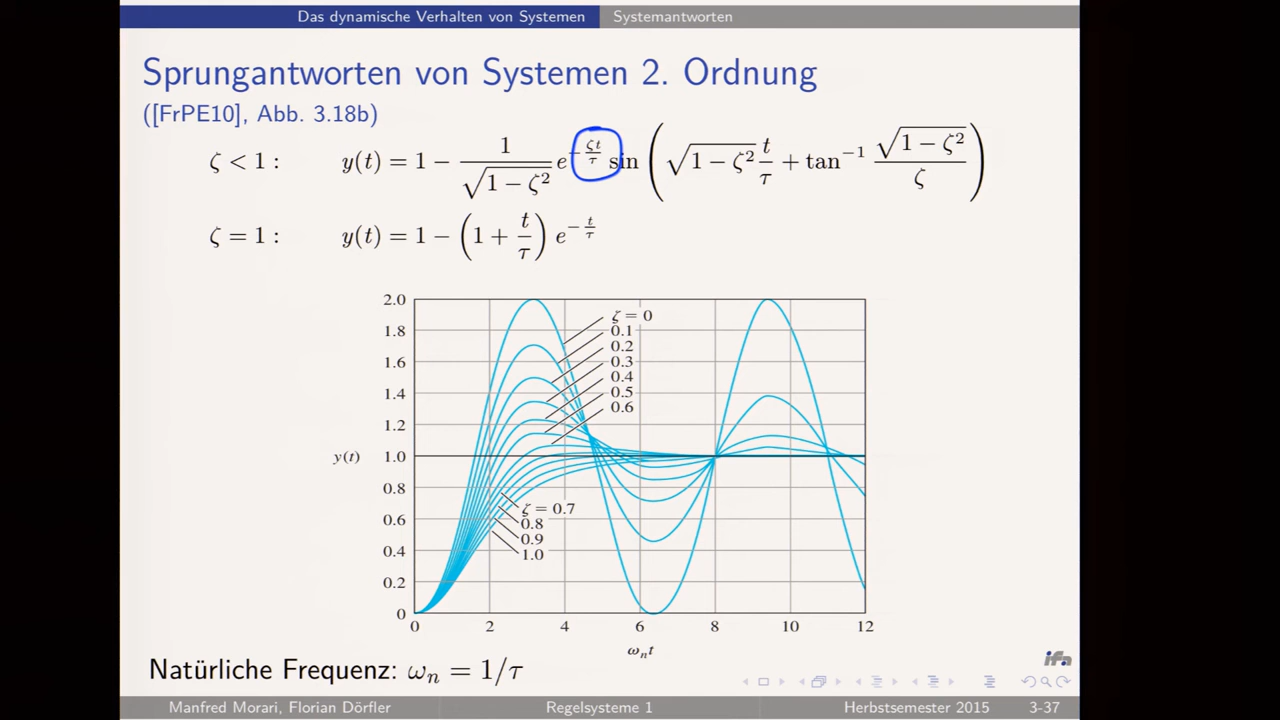 Das dynamische Verhalten von Systemen Systemantworten
Sprungantworten von Systemen 2. Ordnung
([FrPE10], Abb. 3.18b)
ζ < 1 : y(t) = 1 − 1/√(1 − ζ²) e^(−ζt/τ) sin (√(1 − ζ²) t/τ + tan⁻¹ √(1 − ζ²)/ζ)
ζ = 1 : y(t) = 1 − (1 + t/τ) e^(−t/τ)
2.0
1.8
1.6
1.4
1.2
1.0
0.8
0.6
0.4
0.2
0
y(t)
ζ = 0
0.1
0.2
0.3
0.4
0.5
0.6
ζ = 0.7
0.8
0.9
1.0
0 2 4 6 8 10 12
ωₙt
Natürliche Frequenz: ωₙ = 1/τ
ifa
Manfred Morari, Florian Dörfler Regelsysteme 1 Herbstsemester 2015 3-37